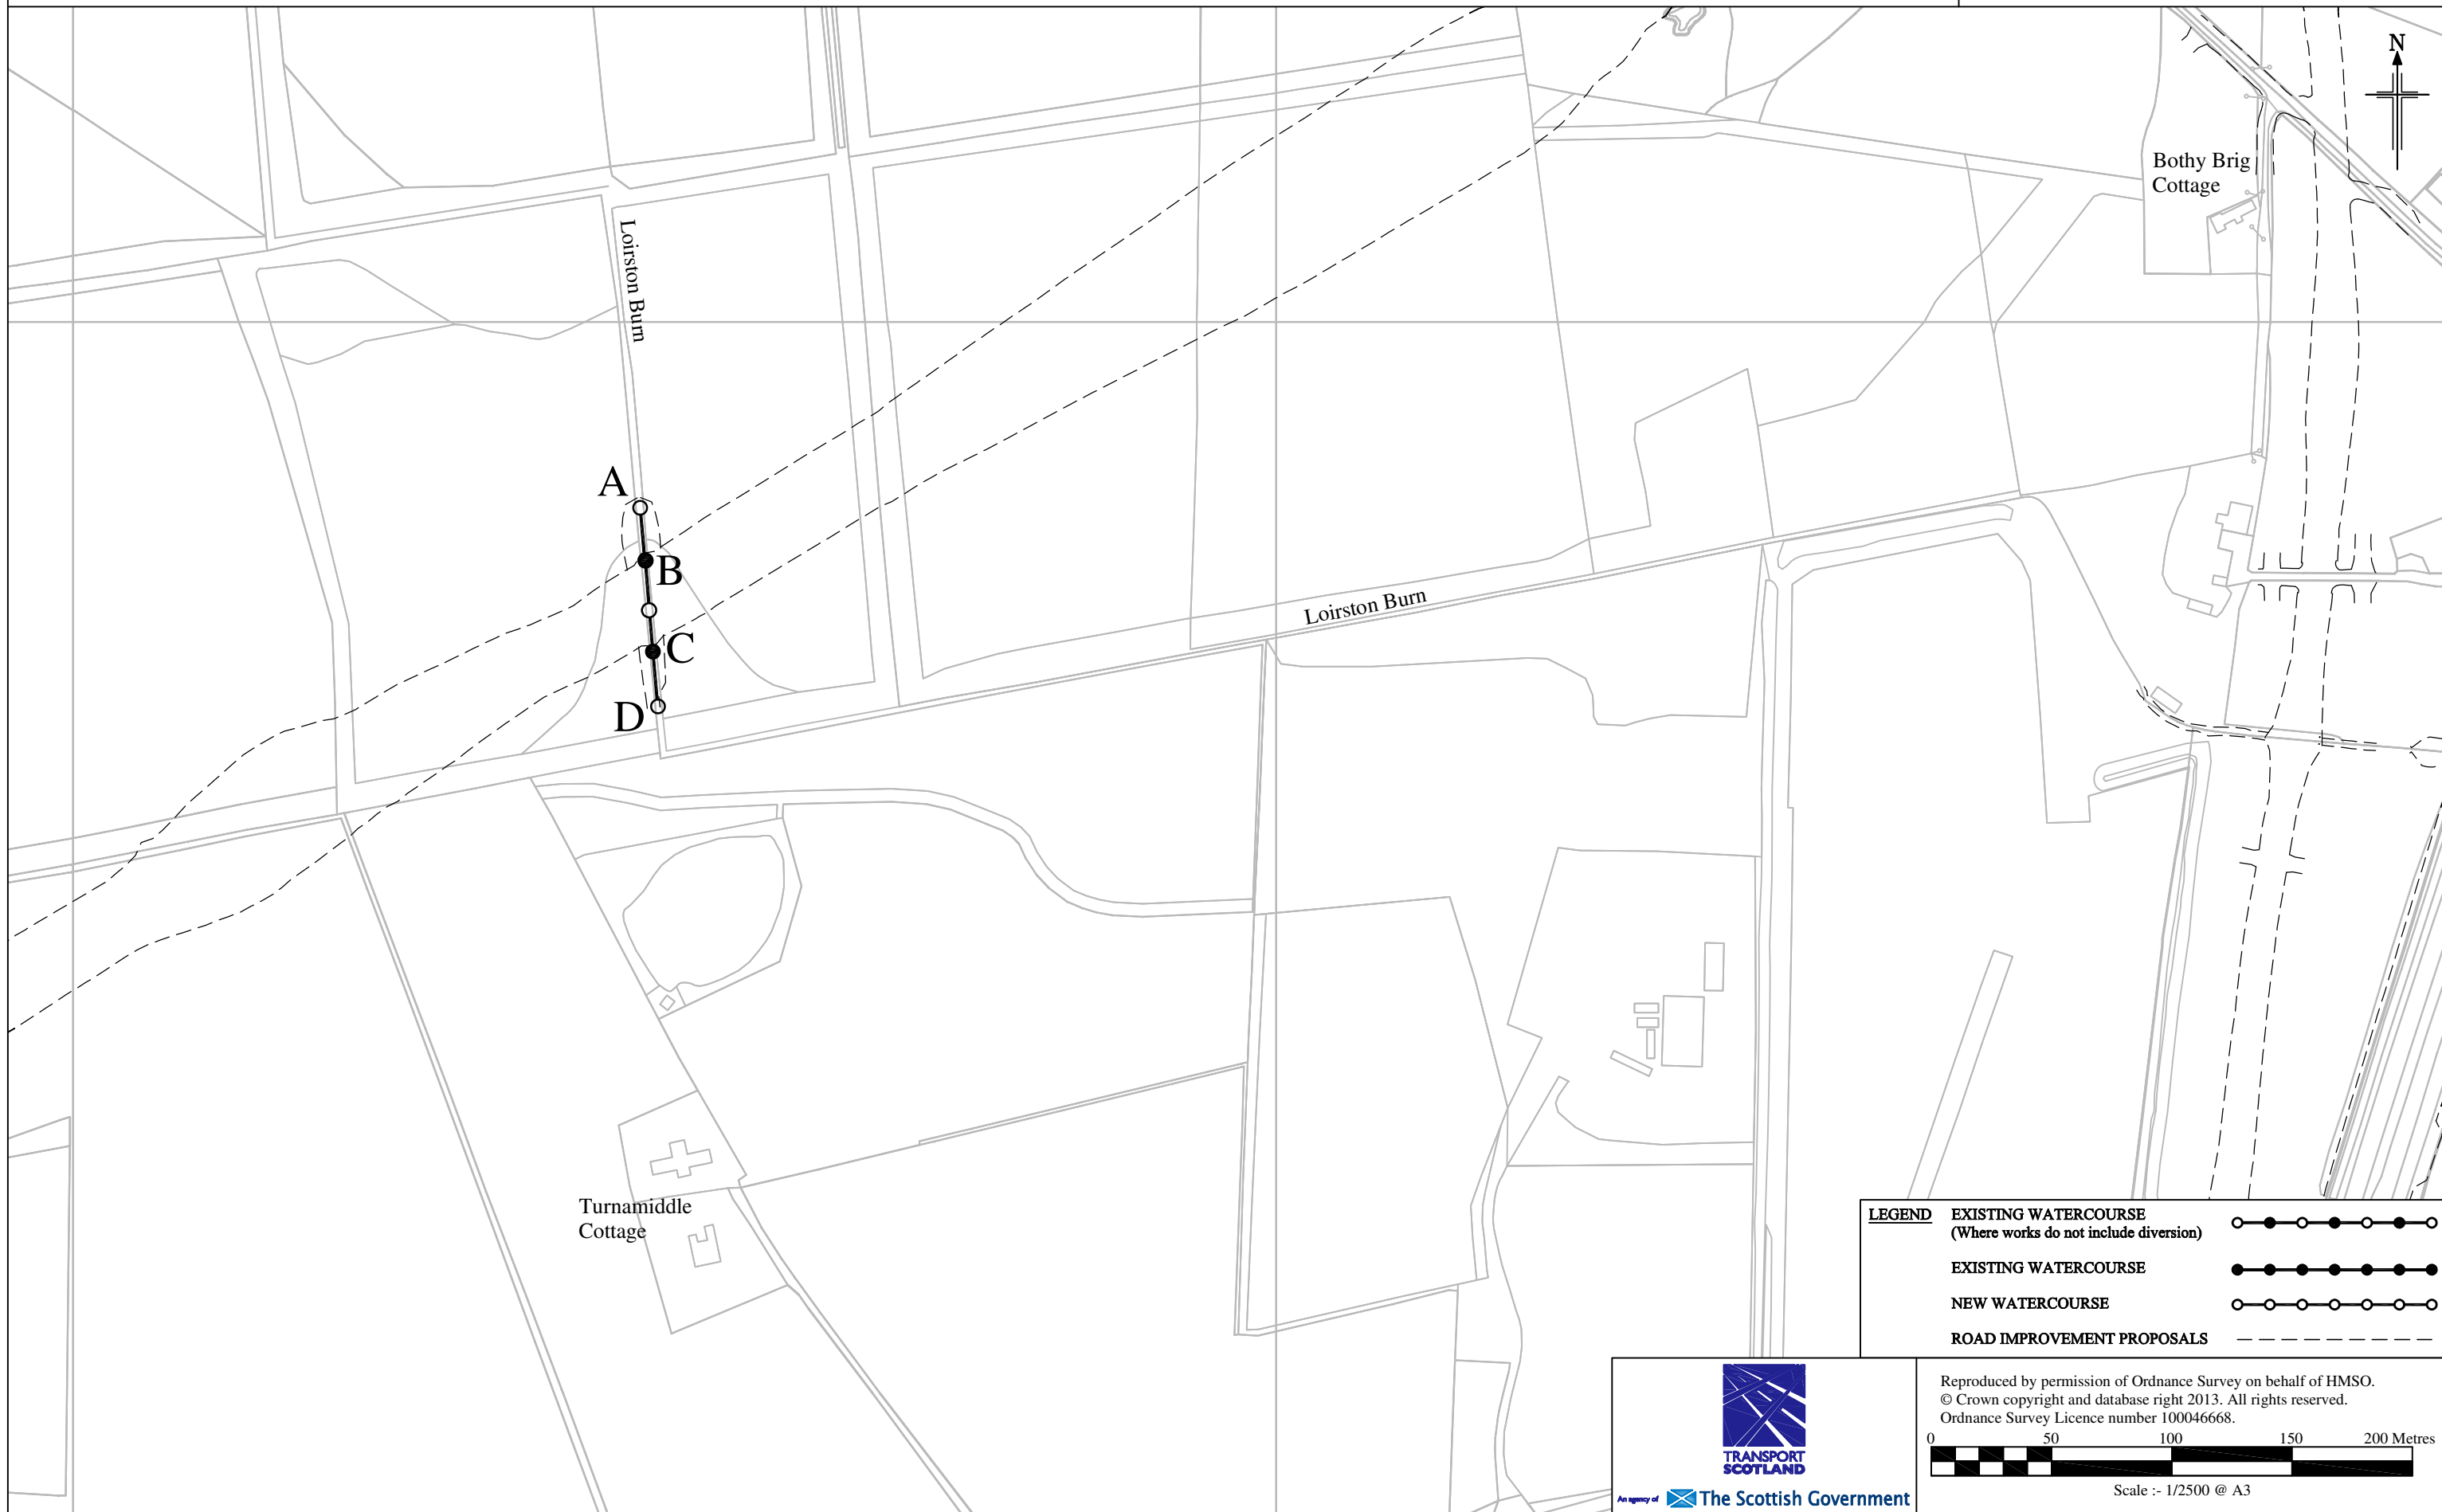 N
Bothy Brig
Cottage
Loirston Burn
A
B
C
D
Loirston Burn
Turnamiddle
Cottage
LEGEND
EXISTING WATERCOURSE
(Where works do not include diversion)
EXISTING WATERCOURSE
NEW WATERCOURSE
ROAD IMPROVEMENT PROPOSALS
TRANSPORT
SCOTLAND
An agency of The Scottish Government
Reproduced by permission of Ordnance Survey on behalf of HMSO.
© Crown copyright and database right 2013. All rights reserved.
Ordnance Survey Licence number 100046668.
0 50 100 150 200 Metres
Scale :- 1/2500 @ A3